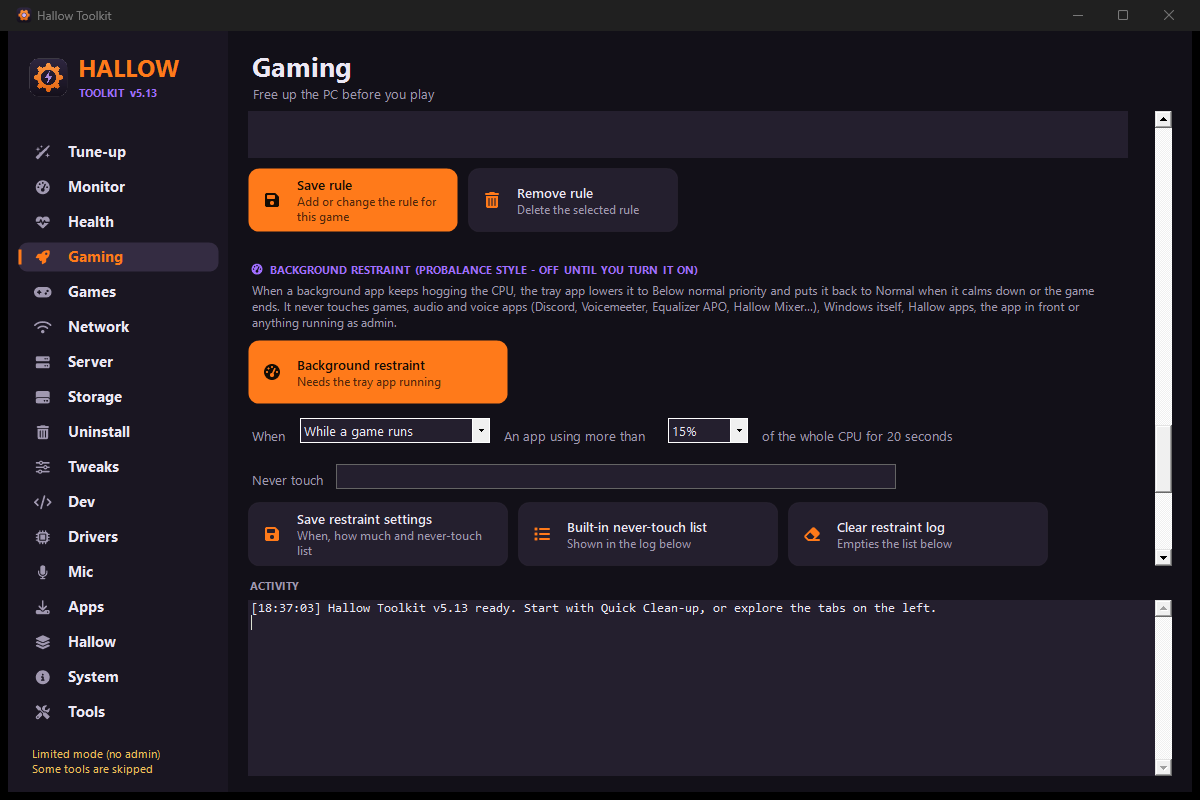 Hallow Toolkit
HALLOW
TOOLKIT v5.13
Tune-up
Monitor
Health
Gaming
Games
Network
Server
Storage
Uninstall
Tweaks
Dev
Drivers
Mic
Apps
Hallow
System
Tools
Limited mode (no admin)
Some tools are skipped
Gaming
Free up the PC before you play
Save rule
Add or change the rule for
this game
Remove rule
Delete the selected rule
BACKGROUND RESTRAINT (PROBALANCE STYLE - OFF UNTIL YOU TURN IT ON)
When a background app keeps hogging the CPU, the tray app lowers it to Below normal priority and puts it back to Normal when it calms down or the game
ends. It never touches games, audio and voice apps (Discord, Voicemeeter, Equalizer APO, Hallow Mixer...), Windows itself, Hallow apps, the app in front or
anything running as admin.
Background restraint
Needs the tray app running
When While a game runs An app using more than 15% of the whole CPU for 20 seconds
Never touch
Save restraint settings
When, how much and never-touch
list
Built-in never-touch list
Shown in the log below
Clear restraint log
Empties the list below
ACTIVITY
[18:37:03] Hallow Toolkit v5.13 ready. Start with Quick Clean-up, or explore the tabs on the left.